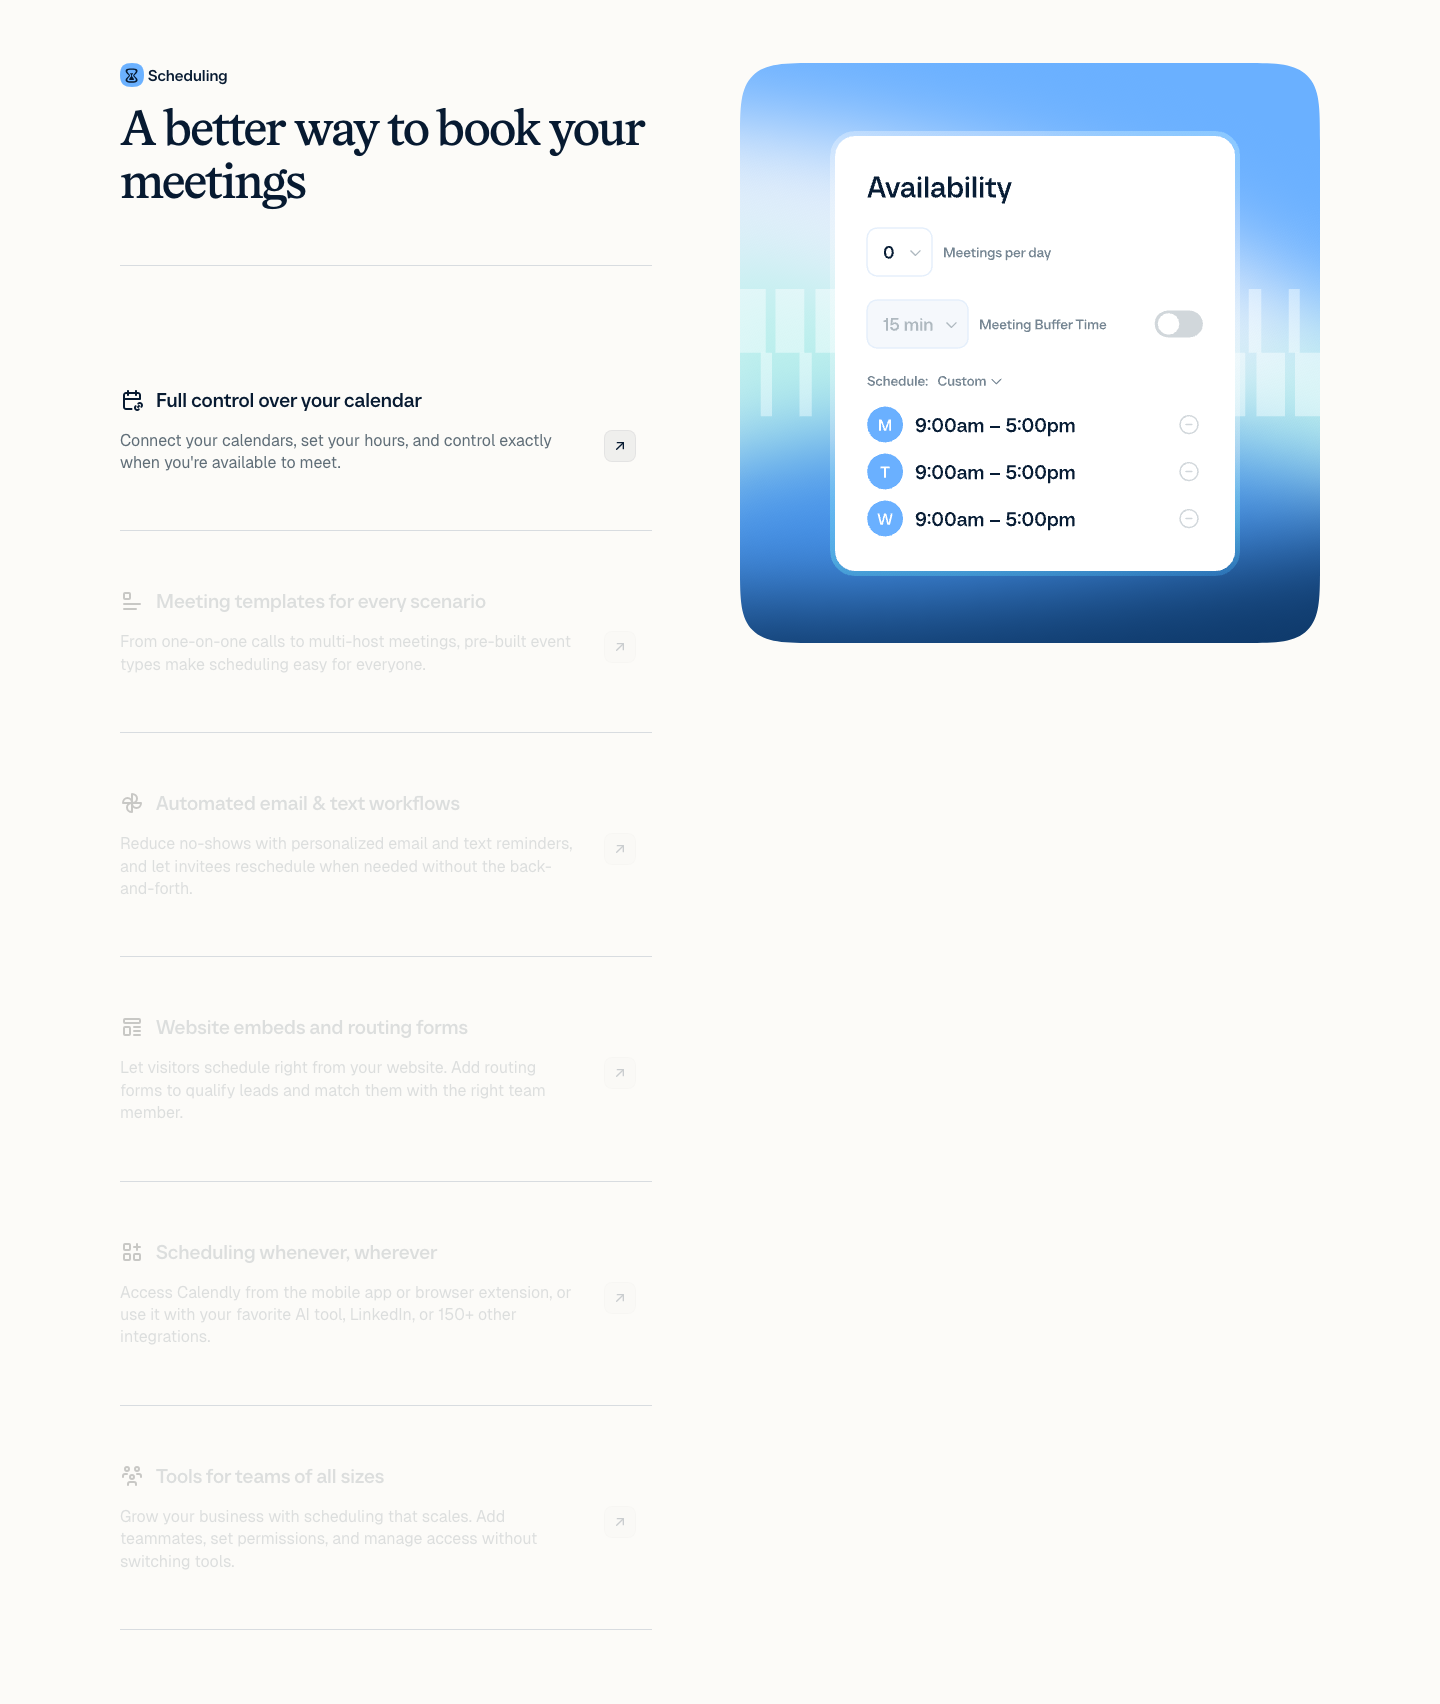 Scheduling
A better way to book your
meetings
Full control over your calendar
Connect your calendars, set your hours, and control exactly
when you're available to meet.
Meeting templates for every scenario
From one-on-one calls to multi-host meetings, pre-built event
types make scheduling easy for everyone.
Automated email & text workflows
Reduce no-shows with personalized email and text reminders,
and let invitees reschedule when needed without the back-
and-forth.
Website embeds and routing forms
Let visitors schedule right from your website. Add routing
forms to qualify leads and match them with the right team
member.
Scheduling whenever, wherever
Access Calendly from the mobile app or browser extension, or
use it with your favorite AI tool, LinkedIn, or 150+ other
integrations.
Tools for teams of all sizes
Grow your business with scheduling that scales. Add
teammates, set permissions, and manage access without
switching tools.
Availability
0 Meetings per day
15 min Meeting Buffer Time
Schedule: Custom
M 9:00am – 5:00pm
T 9:00am – 5:00pm
W 9:00am – 5:00pm